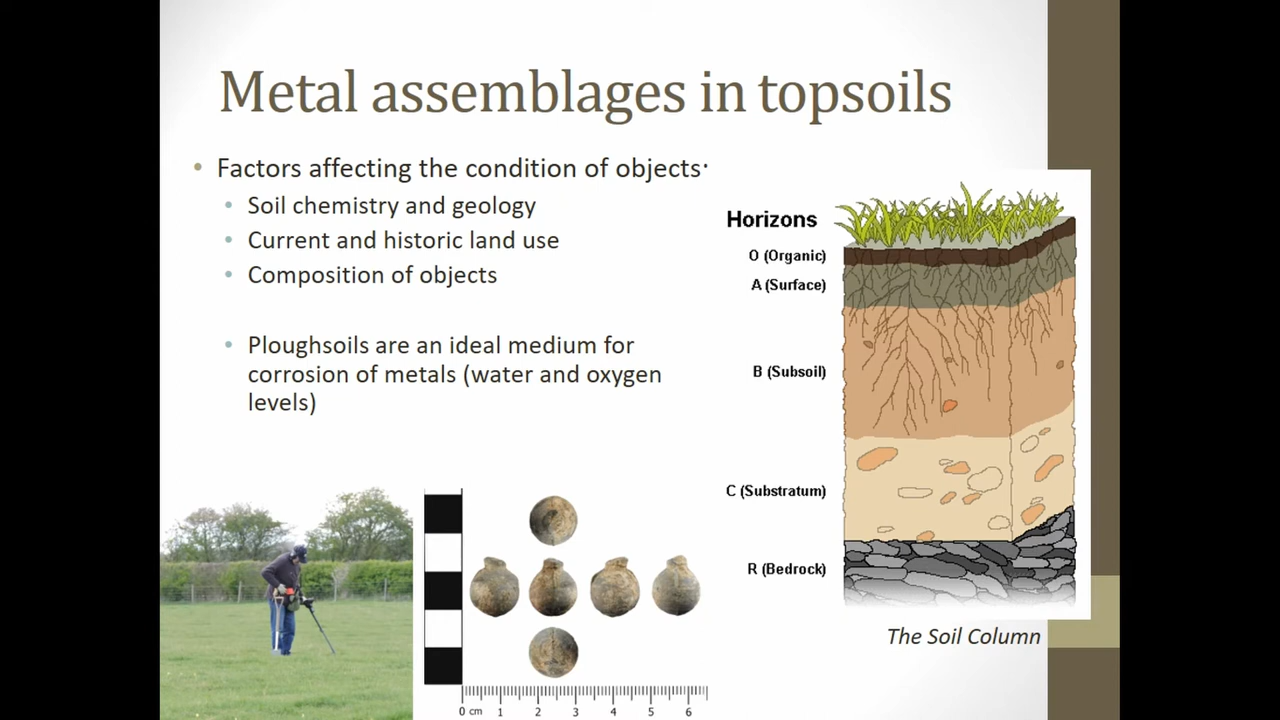 Metal assemblages in topsoils
• Factors affecting the condition of objects·
• Soil chemistry and geology
• Current and historic land use
• Composition of objects
• Ploughsoils are an ideal medium for
corrosion of metals (water and oxygen
levels)
Horizons
O (Organic)
A (Surface)
B (Subsoil)
C (Substratum)
R (Bedrock)
The Soil Column
0 cm 1 2 3 4 5 6